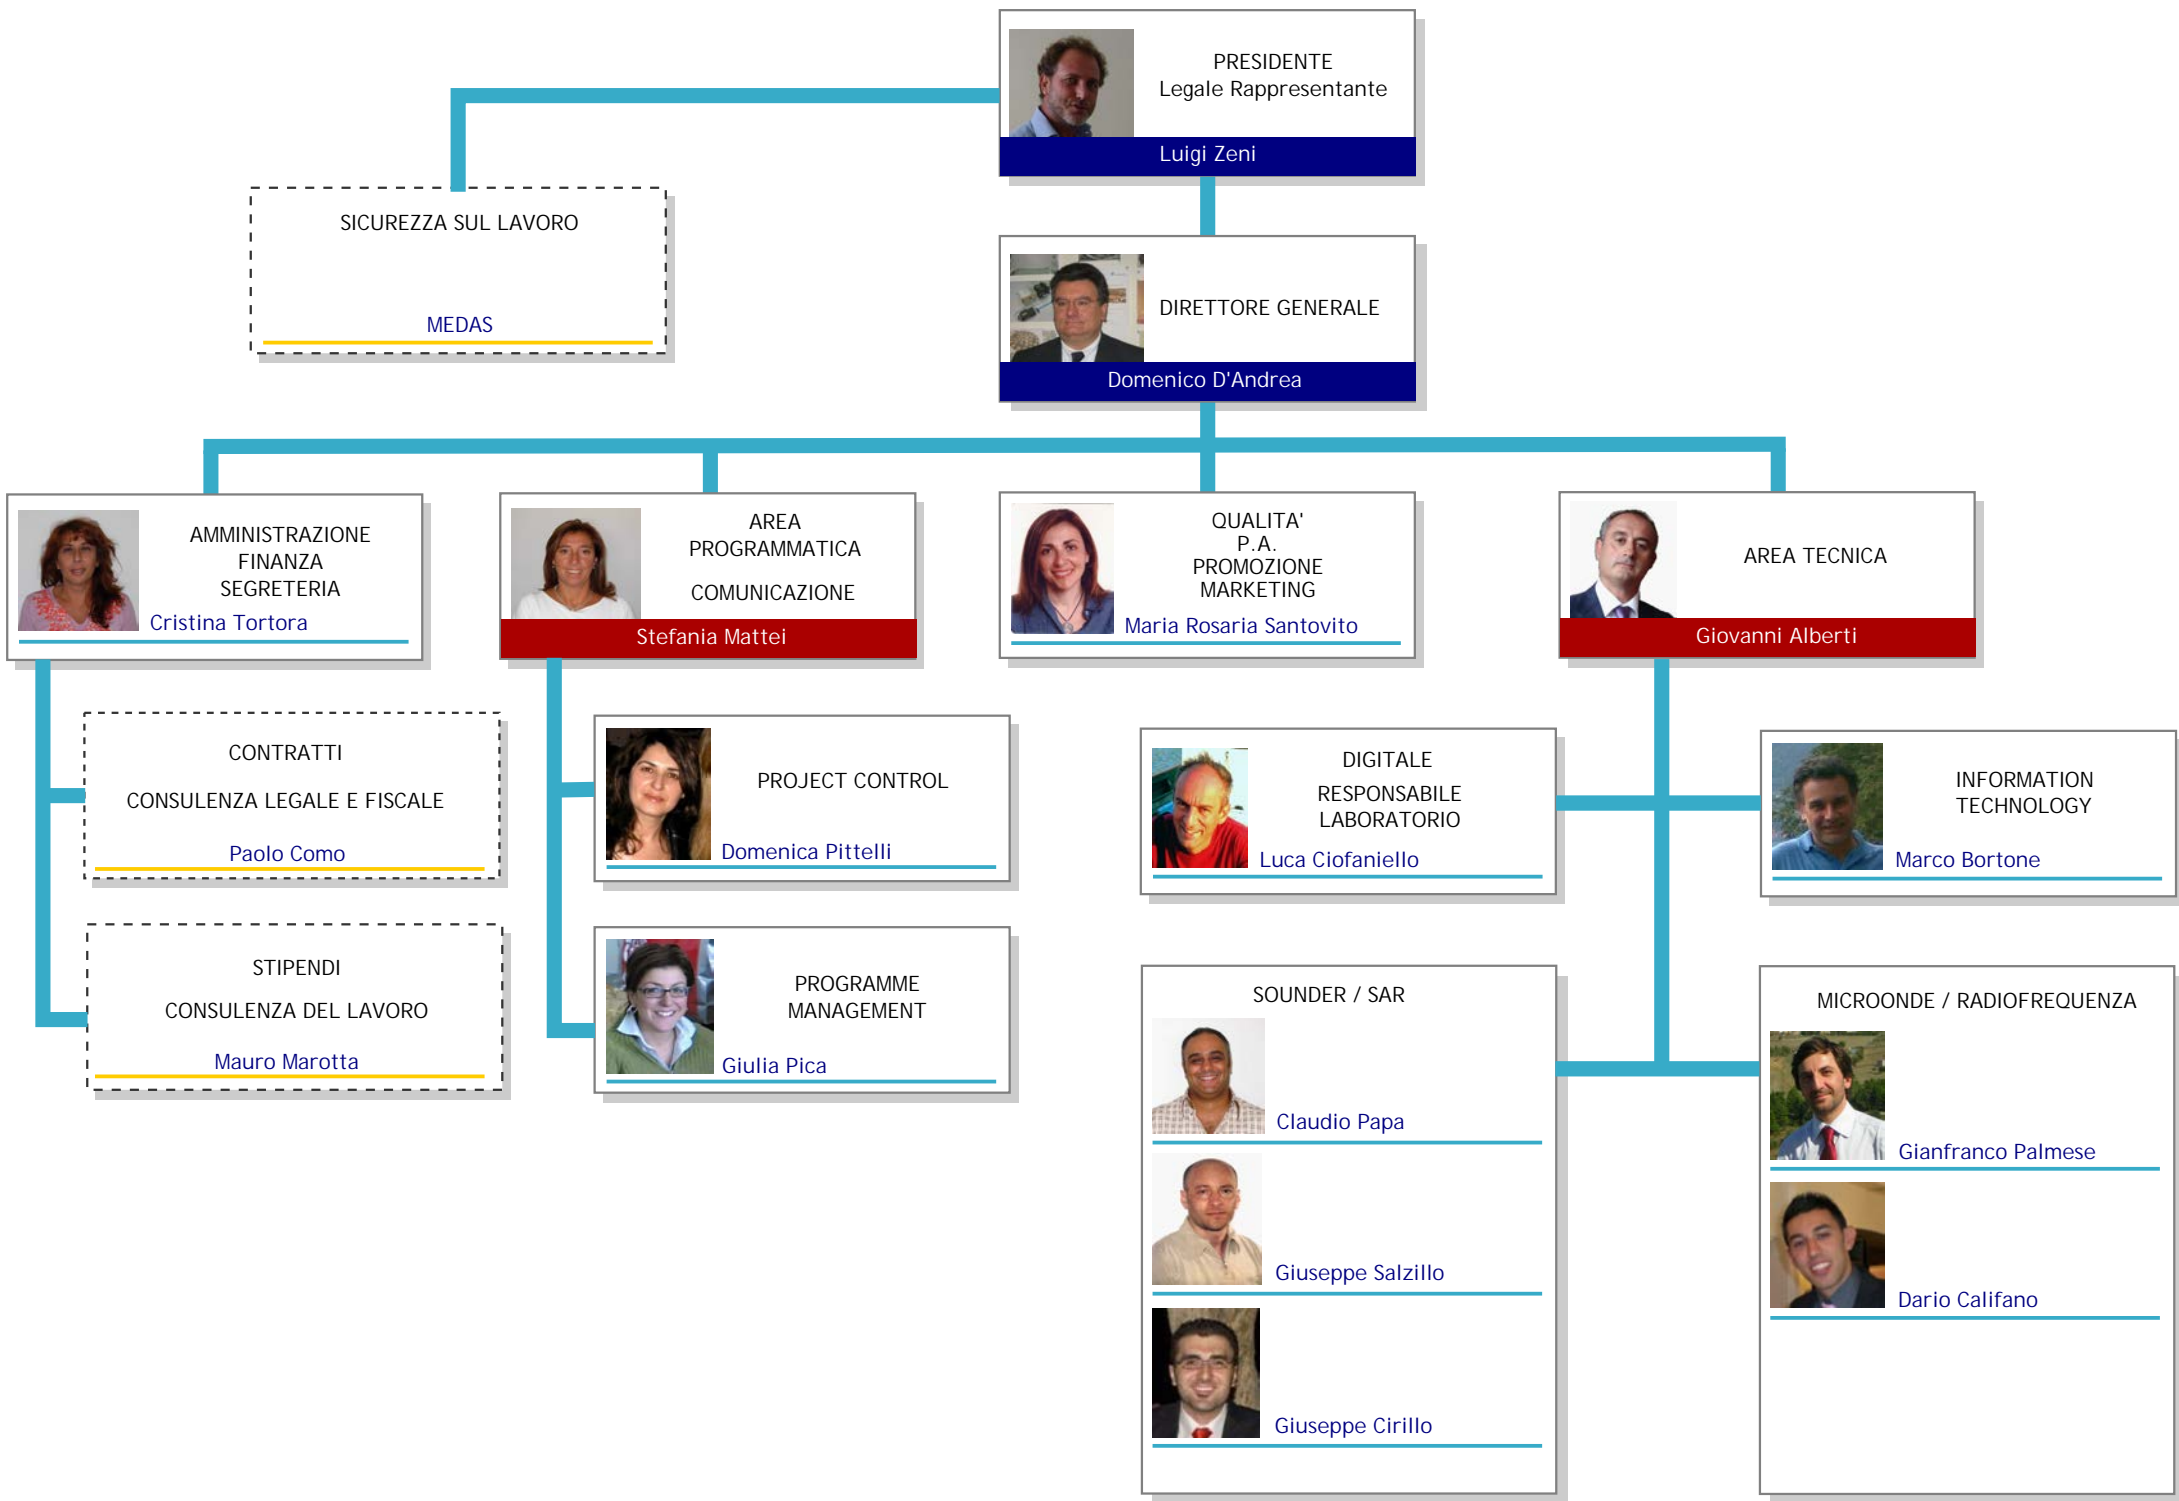 PRESIDENTE
Legale Rappresentante
Luigi Zeni
SICUREZZA SUL LAVORO
MEDAS
DIRETTORE GENERALE
Domenico D'Andrea
AMMINISTRAZIONE
FINANZA
SEGRETERIA
Cristina Tortora
AREA
PROGRAMMATICA
COMUNICAZIONE
Stefania Mattei
QUALITA'
P.A.
PROMOZIONE
MARKETING
Maria Rosaria Santovito
AREA TECNICA
Giovanni Alberti
CONTRATTI
CONSULENZA LEGALE E FISCALE
Paolo Como
PROJECT CONTROL
Domenica Pittelli
DIGITALE
RESPONSABILE
LABORATORIO
Luca Ciofaniello
INFORMATION
TECHNOLOGY
Marco Bortone
STIPENDI
CONSULENZA DEL LAVORO
Mauro Marotta
PROGRAMME
MANAGEMENT
Giulia Pica
SOUNDER / SAR
Claudio Papa
Giuseppe Salzillo
Giuseppe Cirillo
MICROONDE / RADIOFREQUENZA
Gianfranco Palmese
Dario Califano